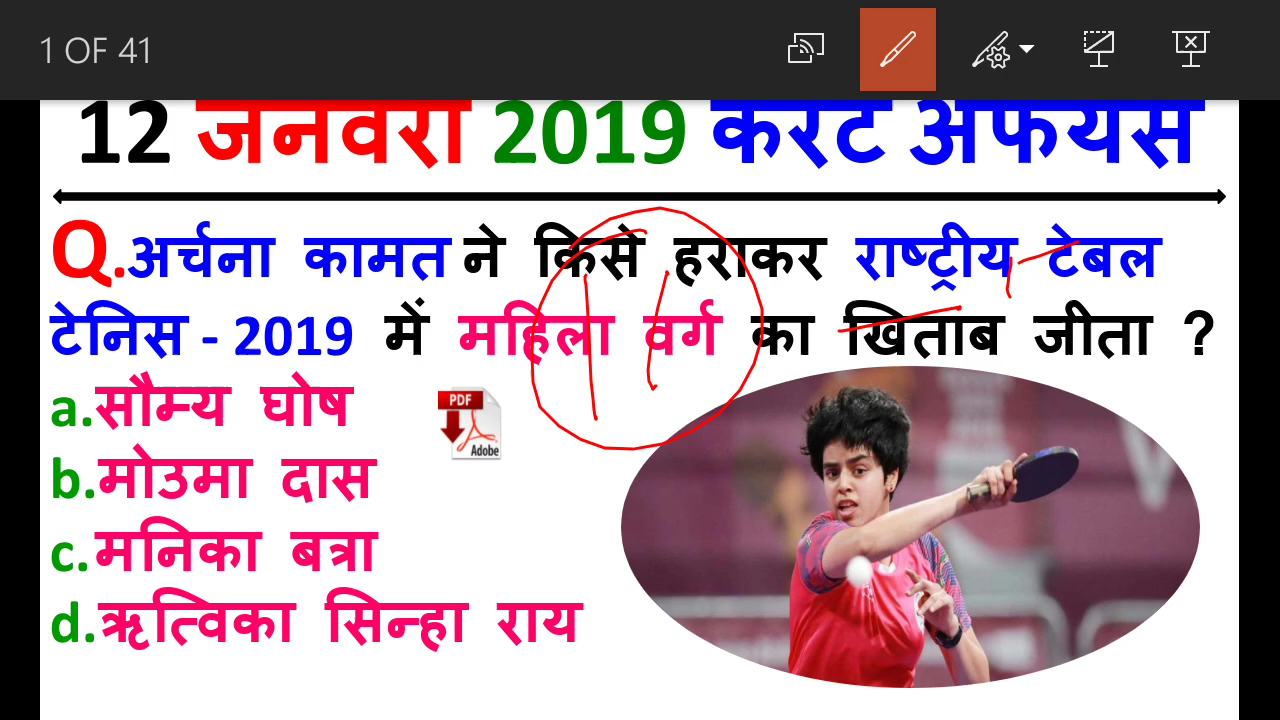 1 OF 41
12 जनवरी 2019 करेंट अफेयर्स
Q.अर्चना कामत ने किसे हराकर राष्ट्रीय टेबल
टेनिस - 2019 में महिला वर्ग का खिताब जीता ?
a.सौम्य घोष
PDF
Adobe
b.मोउमा दास
c.मनिका बत्रा
d.ऋत्विका सिन्हा राय